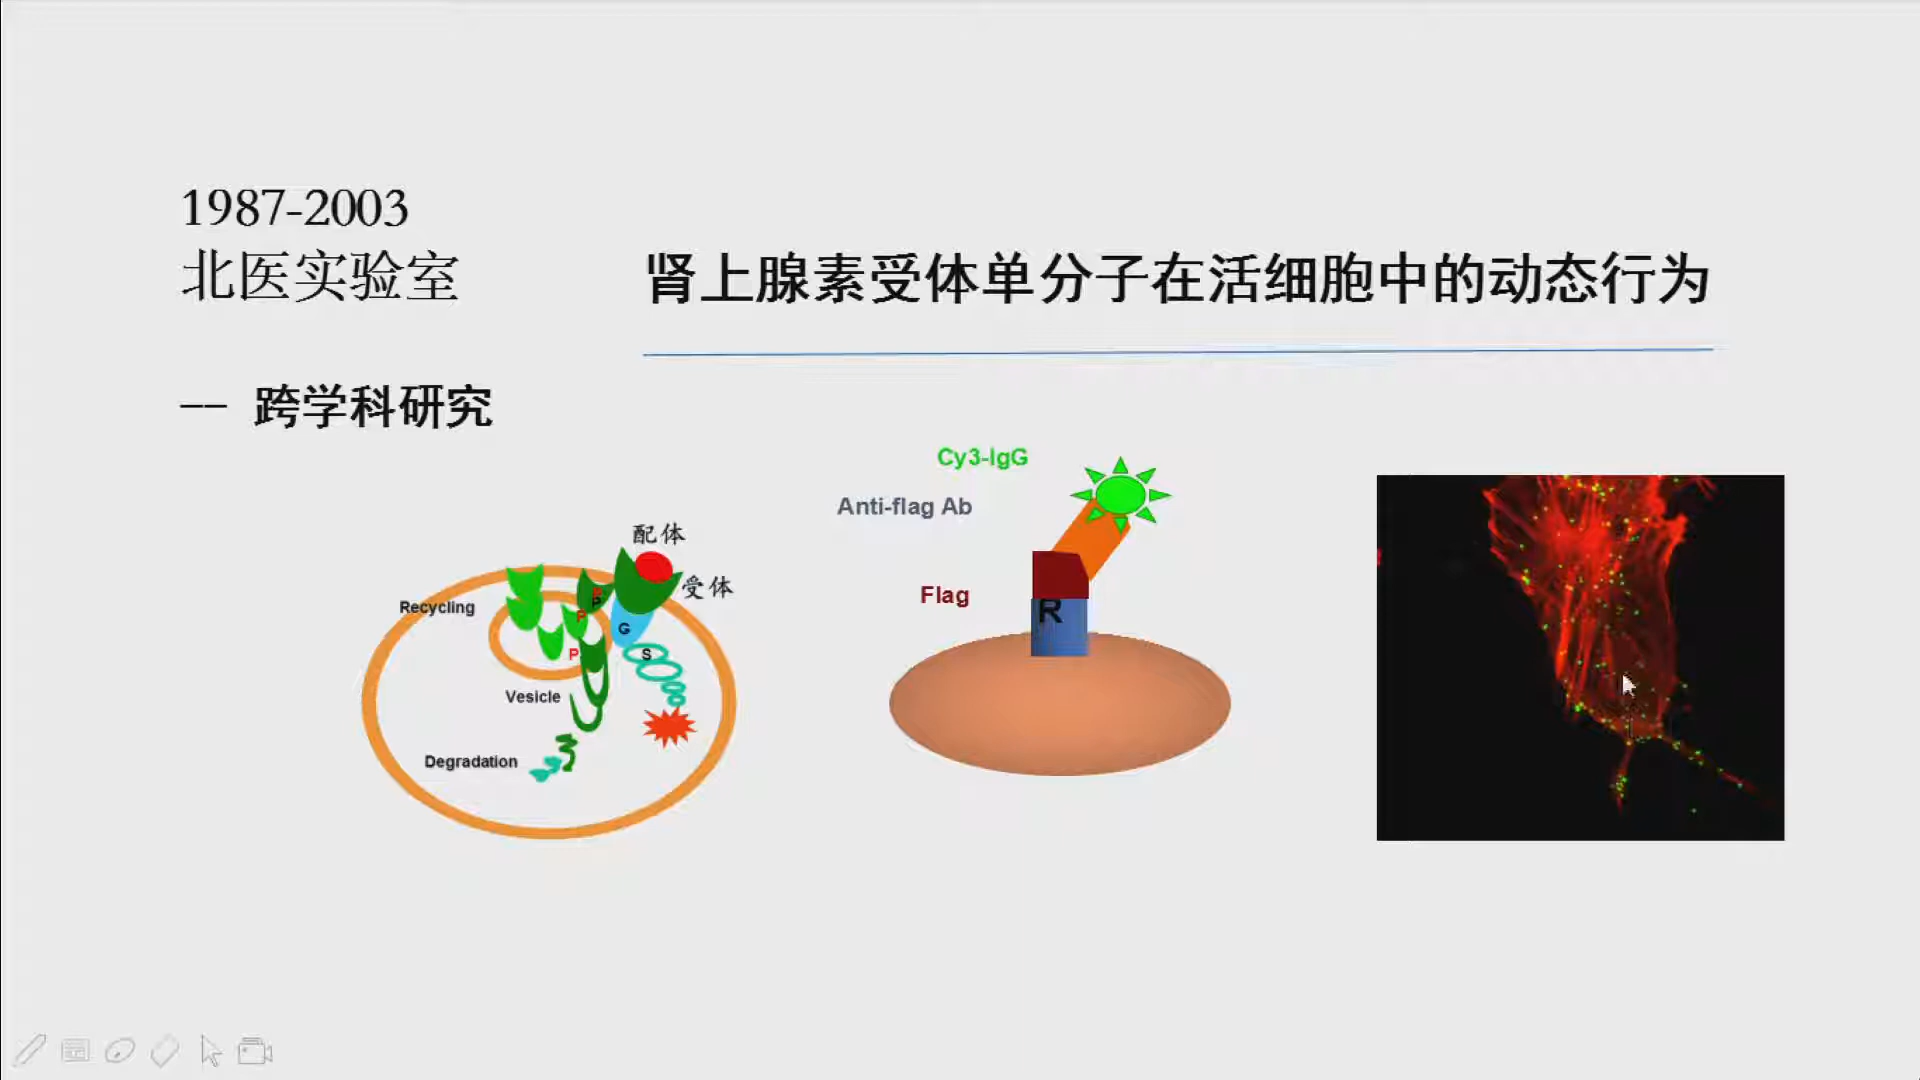 1987-2003
北医实验室
肾上腺素受体单分子在活细胞中的动态行为
-- 跨学科研究
配体
受体
Recycling
P
P
P
P
G
S
Vesicle
Degradation
Cy3-IgG
Anti-flag Ab
Flag
R